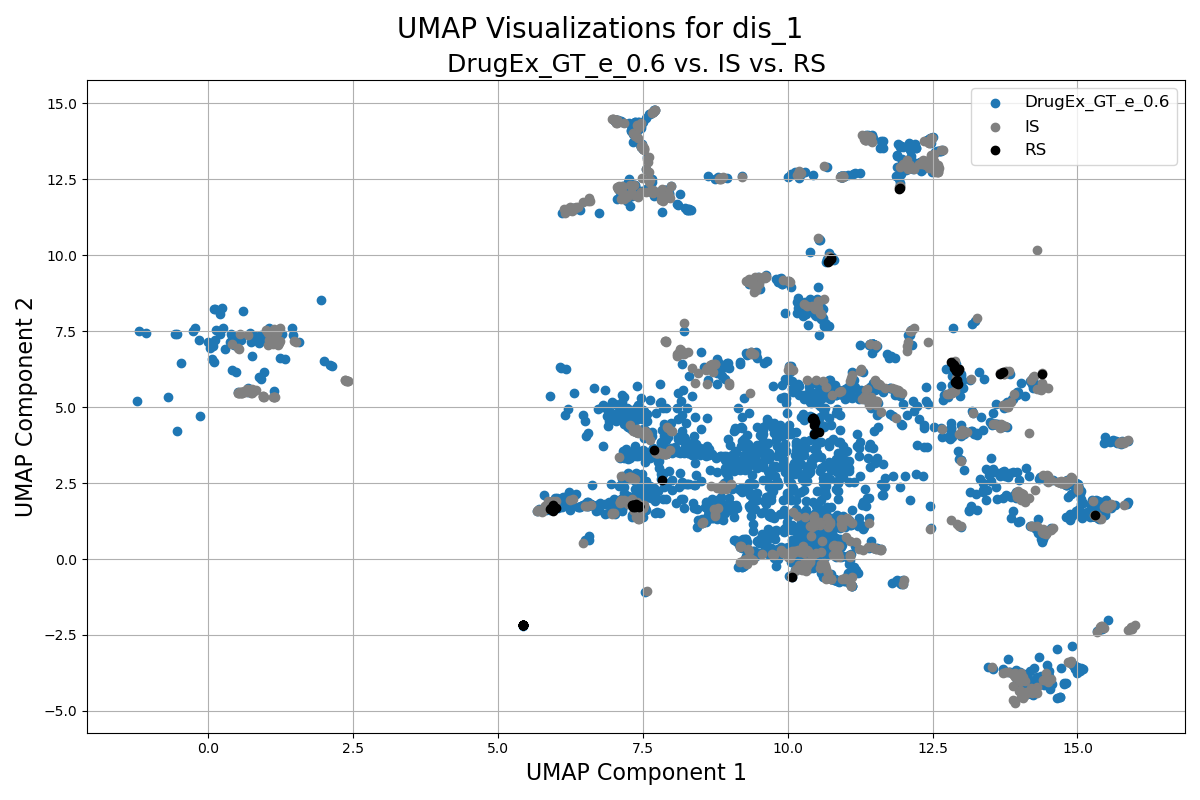 UMAP Visualizations for dis_1
DrugEx_GT_e_0.6 vs. IS vs. RS
DrugEx_GT_e_0.6
IS
RS
15.0
12.5
10.0
7.5
5.0
2.5
0.0
−2.5
−5.0
UMAP Component 2
0.0 2.5 5.0 7.5 10.0 12.5 15.0
UMAP Component 1